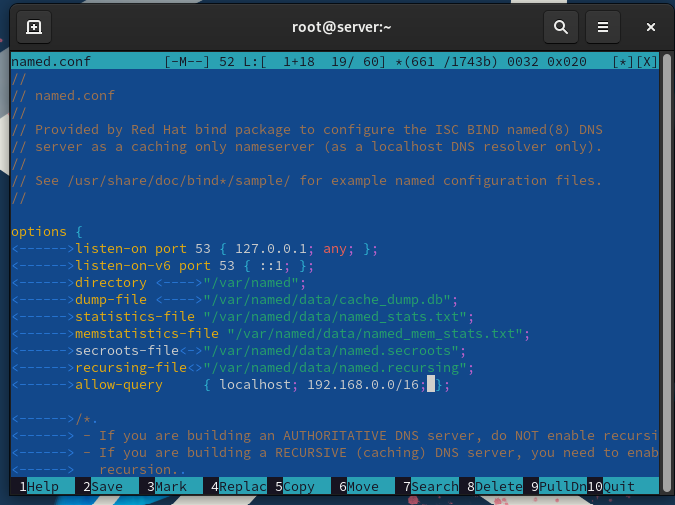 root@server:~
named.conf [-M--] 52 L:[ 1+18 19/ 60] *(661 /1743b) 0032 0x020 [*][X]
//
// named.conf
//
// Provided by Red Hat bind package to configure the ISC BIND named(8) DNS
// server as a caching only nameserver (as a localhost DNS resolver only).
//
// See /usr/share/doc/bind*/sample/ for example named configuration files.
//
options {
<------>listen-on port 53 { 127.0.0.1; any; };
<------>listen-on-v6 port 53 { ::1; };
<------>directory <---->"/var/named";
<------>dump-file <---->"/var/named/data/cache_dump.db";
<------>statistics-file "/var/named/data/named_stats.txt";
<------>memstatistics-file "/var/named/data/named_mem_stats.txt";
<------>secroots-file<->"/var/named/data/named.secroots";
<------>recursing-file<>"/var/named/data/named.recursing";
<------>allow-query     { localhost; 192.168.0.0/16; };
<------>/*.
<------> - If you are building an AUTHORITATIVE DNS server, do NOT enable recursi
<------> - If you are building a RECURSIVE (caching) DNS server, you need to enab
<------>   recursion..
1Help 2Save 3Mark 4Replac 5Copy 6Move 7Search 8Delete 9PullDn 10Quit